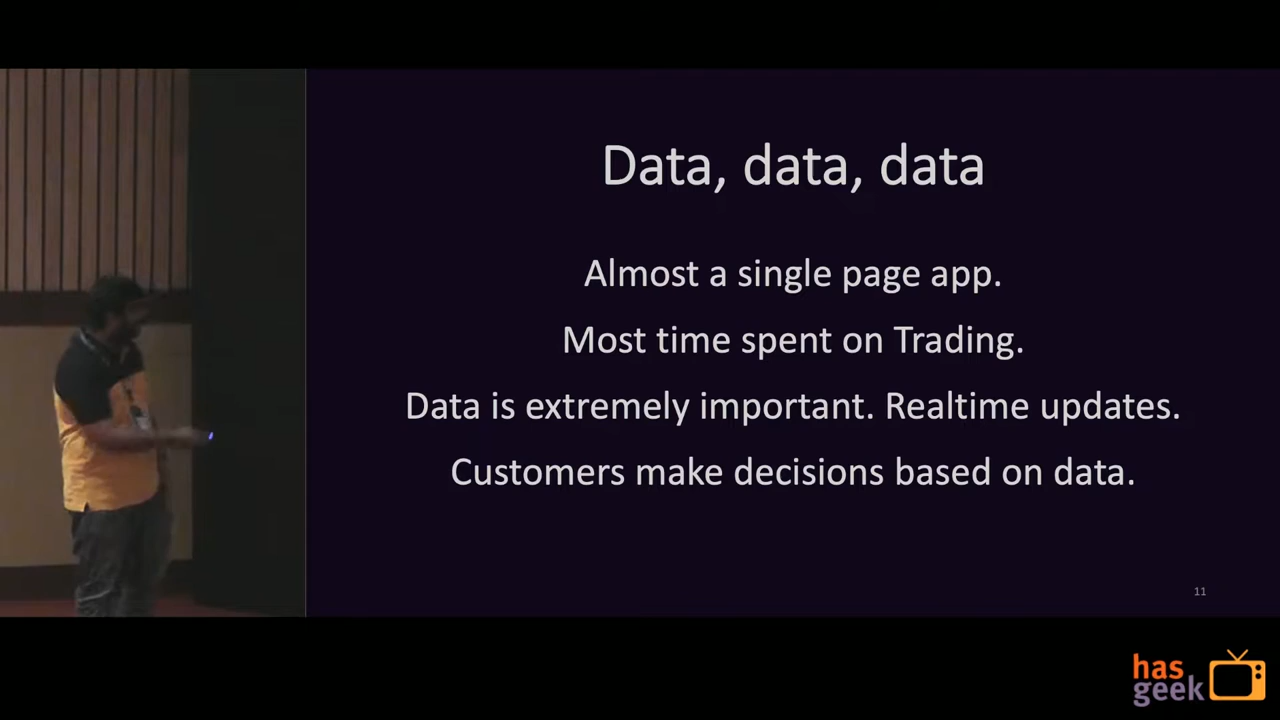 Data, data, data
Almost a single page app.
Most time spent on Trading.
Data is extremely important. Realtime updates.
Customers make decisions based on data.
11
has
geek